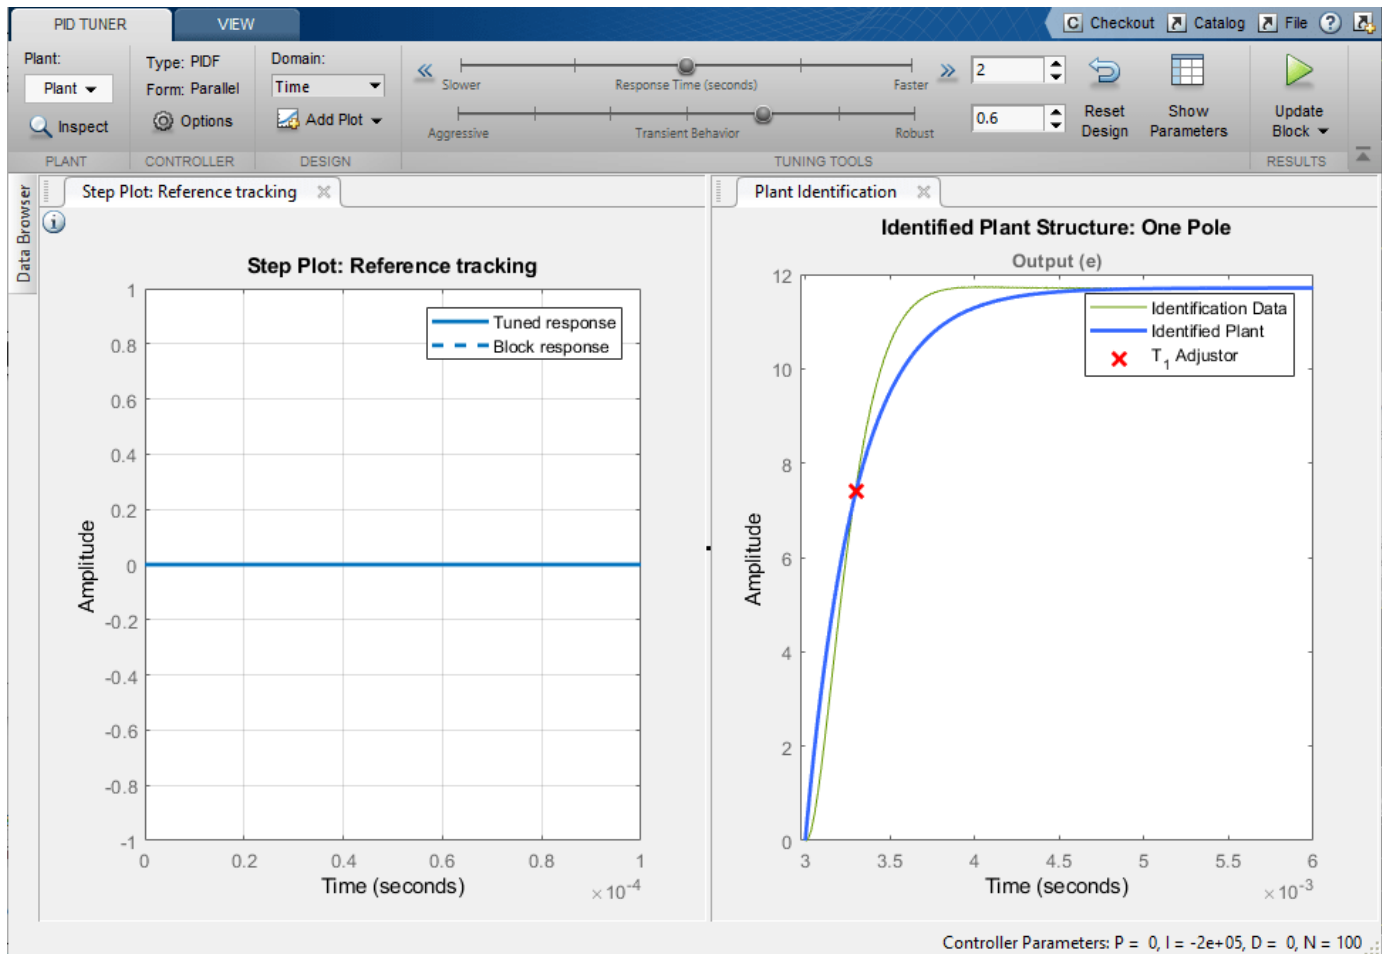 PID TUNER VIEW C Checkout Catalog File ?
Plant:
Plant
Inspect
PLANT
Type: PIDF
Form: Parallel
Options
CONTROLLER
Domain:
Time
Add Plot
DESIGN
Slower Response Time (seconds) Faster
2
Aggressive Transient Behavior Robust
0.6
TUNING TOOLS
Reset
Design
Show
Parameters
Update
Block
RESULTS
Data Browser
Step Plot: Reference tracking
i
Step Plot: Reference tracking
Tuned response
Block response
Amplitude
1
0.8
0.6
0.4
0.2
0
-0.2
-0.4
-0.6
-0.8
-1
0 0.2 0.4 0.6 0.8 1
Time (seconds)
×10-4
Plant Identification
Identified Plant Structure: One Pole
Output (e)
Identification Data
Identified Plant
T1 Adjustor
Amplitude
12
10
8
6
4
2
0
3 3.5 4 4.5 5 5.5 6
Time (seconds)
×10-3
Controller Parameters: P = 0, I = -2e+05, D = 0, N = 100